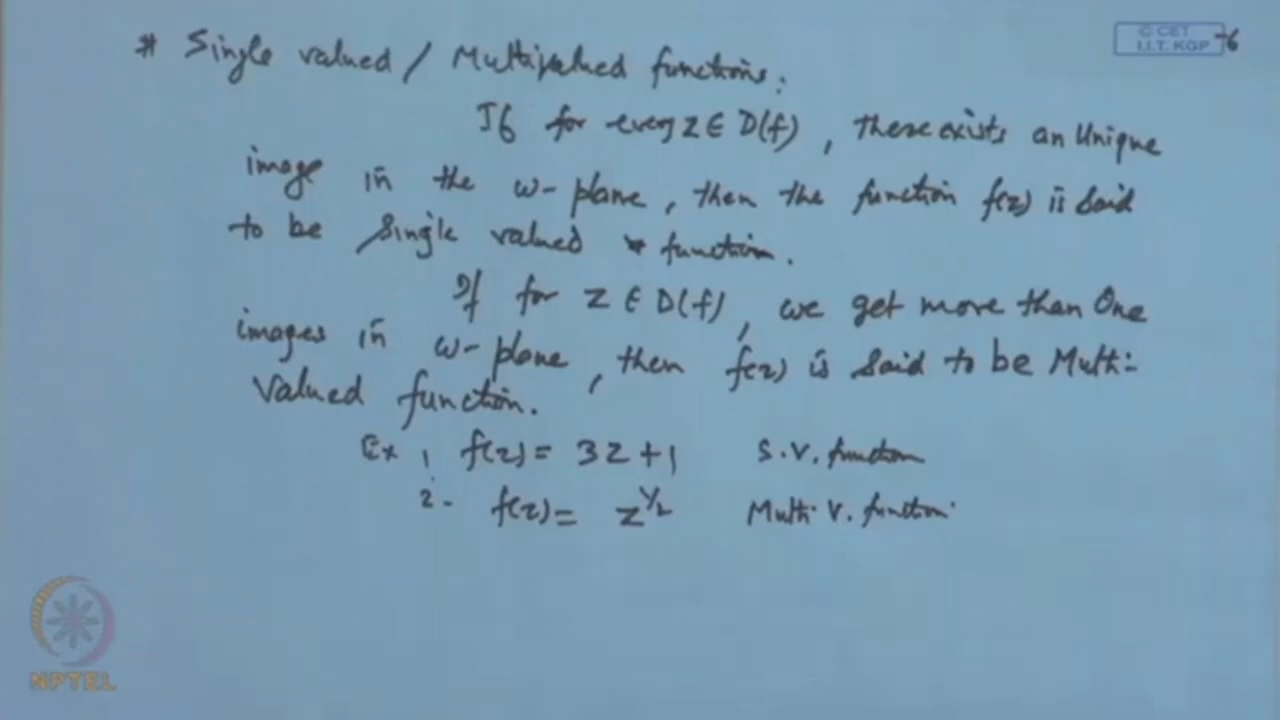 * Single valued / Multivalued functions:
© CET
I.I.T. KGP -6
If for every z ∈ D(f), there exists an Unique
image in the w-plane, then the function f(z) is said
to be single valued function.
If for z ∈ D(f), we get more than One
images in w-plane, then f(z) is said to be Multi-
valued function.
Ex 1. f(z) = 3z+1 S.V. function
2. f(z) = z^{1/2} Multi V. function.
NPTEL